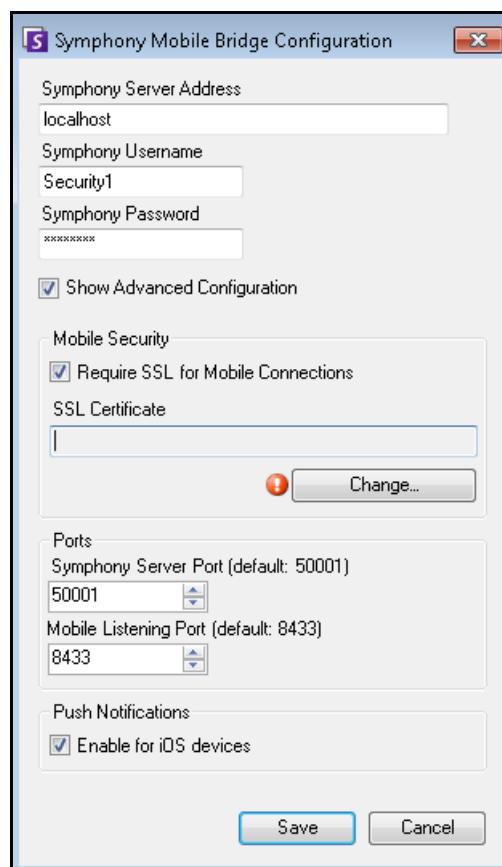 S Symphony Mobile Bridge Configuration
Symphony Server Address
localhost
Symphony Username
Security1
Symphony Password
********
Show Advanced Configuration
Mobile Security
Require SSL for Mobile Connections
SSL Certificate
Change...
Ports
Symphony Server Port (default: 50001)
50001
Mobile Listening Port (default: 8433)
8433
Push Notifications
Enable for iOS devices
Save Cancel